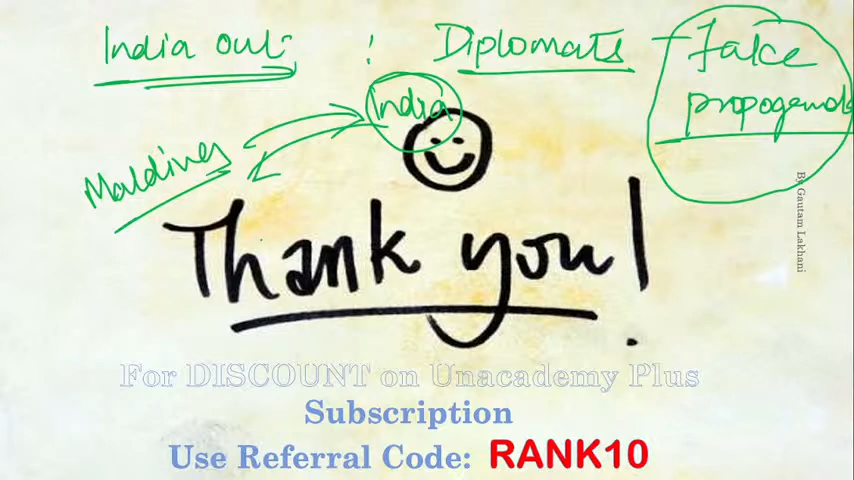 India out : Diplomats - Fake
propogenda
India
Maldives
Thank you!
By Gautam Lakhani
For DISCOUNT on Unacademy Plus
Subscription
Use Referral Code: RANK10